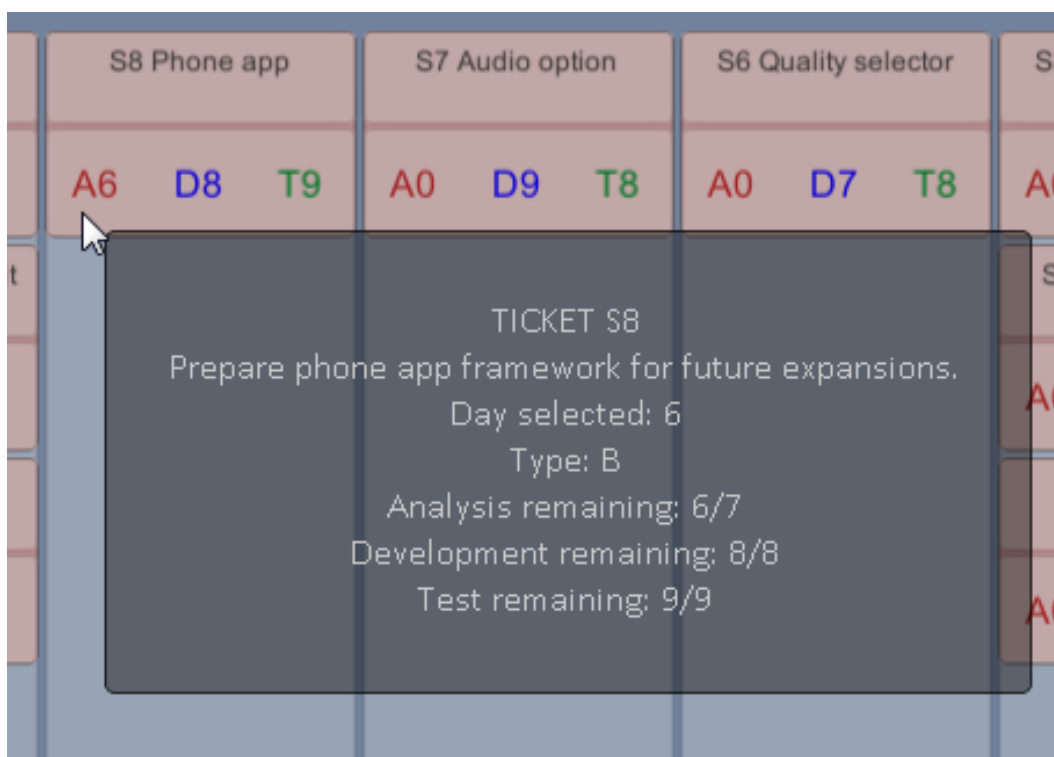 S8 Phone app
S7 Audio option
S6 Quality selector
A6 D8 T9
A0 D9 T8
A0 D7 T8
TICKET S8
Prepare phone app framework for future expansions.
Day selected: 6
Type: B
Analysis remaining: 6/7
Development remaining: 8/8
Test remaining: 9/9